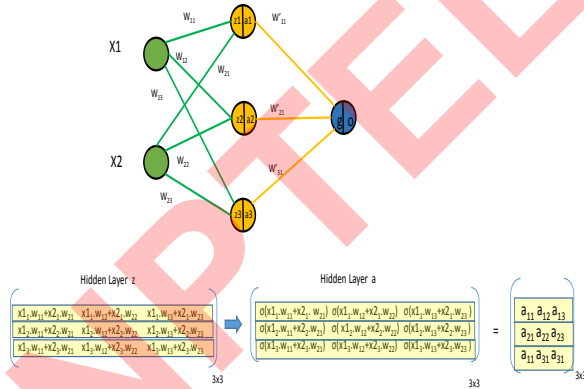 W₁₁ z1 a1 W'₁₁
X1
W₁₂
W₂₁
W₁₃
z2 a2 W'₂₁ g o
X2 W₂₂
W'₃₁
W₂₃
z3 a3
Hidden Layer z Hidden Layer a
x1₁.w₁₁+x2₁.w₂₁ x1₁.w₁₂+x2₁.w₂₂ x1₁.w₁₃+x2₁.w₂₃ σ(x1₁.w₁₁+x2₁. w₂₁) σ(x1₁.w₁₂+x2₁.w₂₂) σ(x1₁.w₁₃+x2₁.w₂₃) a₁₁ a₁₂ a₁₃
x1₂.w₁₁+x2₂.w₂₁ x1₂.w₁₂+x2₂.w₂₂ x1₂.w₁₃+x2₂.w₂₃ σ(x1₂.w₁₁+x2₂.w₂₁) σ( x1₂.w₁₂+x2₂.w₂₂) σ(x1₂.w₁₃+x2₂.w₂₃) = a₂₁ a₂₂ a₂₃
x1₃.w₁₁+x2₃.w₂₁ x1₃.w₁₂+x2₃.w₂₂ x1₃.w₁₃+x2₃.w₂₃ σ(x1₃.w₁₁+x2₃.w₂₁) σ(x1₃.w₁₂+x2₃.w₂₂) σ(x1₃.w₁₃+x2₃.w₂₃) a₁₁ a₃₁ a₃₁
3x3 3x3 3x3
NPTEL